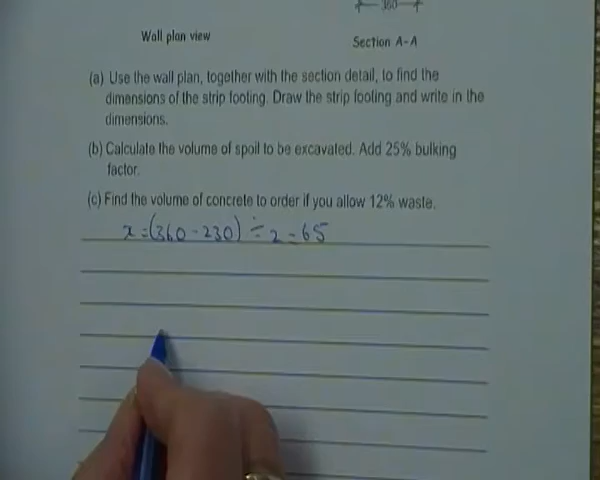 360
Wall plan view
Section A-A
(a) Use the wall plan, together with the section detail, to find the
dimensions of the strip footing. Draw the strip footing and write in the
dimensions.
(b) Calculate the volume of spoil to be excavated. Add 25% bulking
factor.
(c) Find the volume of concrete to order if you allow 12% waste.
x = (360 - 230) ÷ 2 = 65